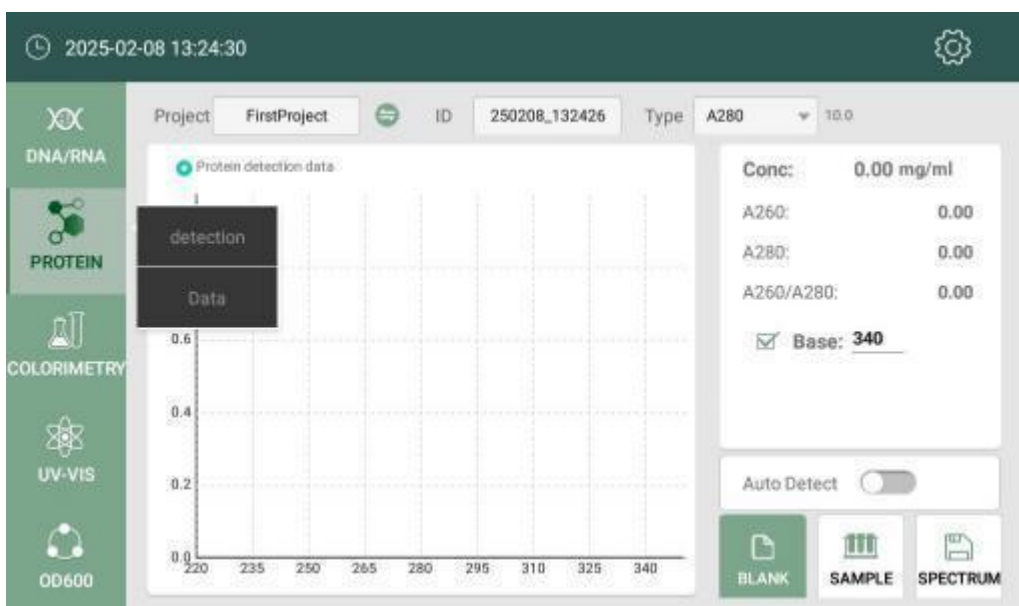 2025-02-08 13:24:30
DNA/RNA
PROTEIN
COLORIMETRY
UV-VIS
OD600
Project FirstProject ID 250208_132426 Type A280 10.0
Protein detection data
detection
Data
0.6
0.4
0.2
0.0
220 235 250 265 280 295 310 325 340
Conc: 0.00 mg/ml
A260: 0.00
A280: 0.00
A260/A280: 0.00
Base: 340
Auto Detect
BLANK
SAMPLE
SPECTRUM